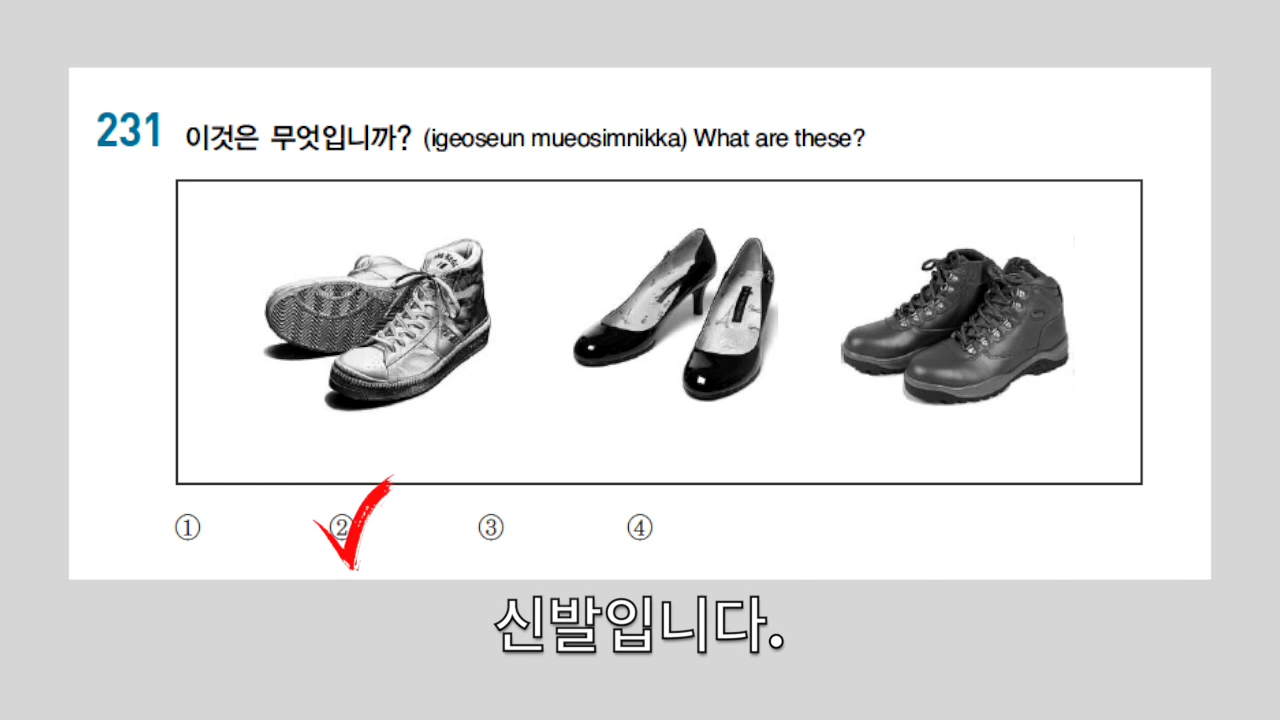 231 이것은 무엇입니까? (igeoseun mueosimnikka) What are these?
① ② ③ ④
신발입니다.